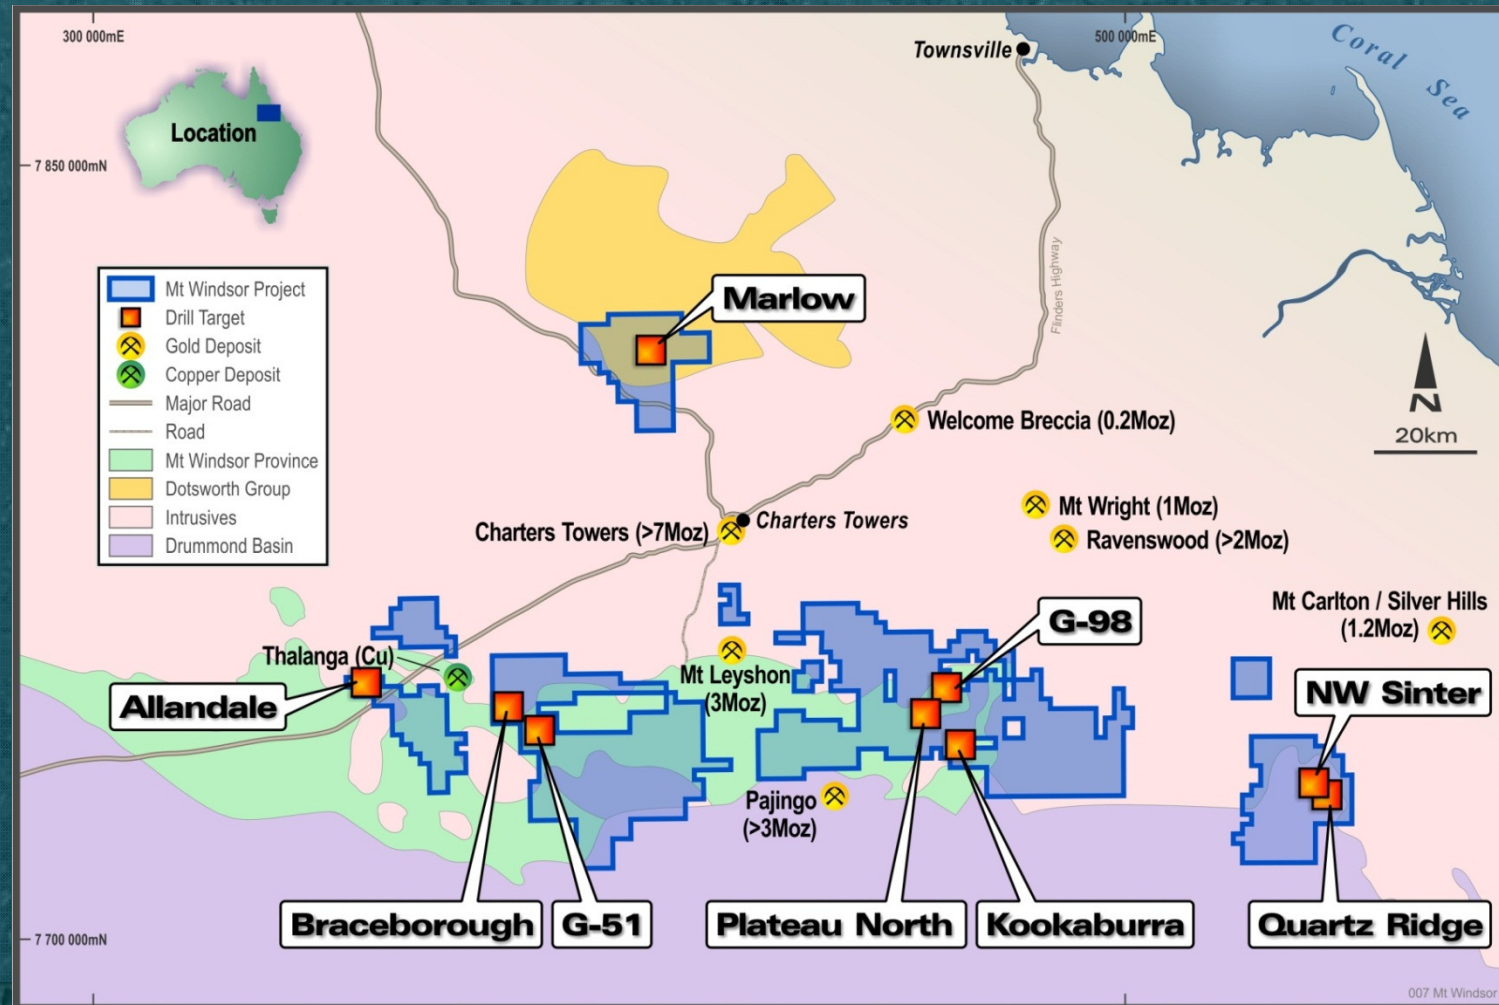 300 000mE
500 000mE
Townsville
Coral Sea
Location
7 850 000mN
Flinders Highway
Marlow
Mt Windsor Project
Drill Target
Gold Deposit
Copper Deposit
Major Road
Road
Mt Windsor Province
Dotsworth Group
Intrusives
Drummond Basin
N
20km
Welcome Breccia (0.2Moz)
Charters Towers (>7Moz)
Charters Towers
Mt Wright (1Moz)
Ravenswood (>2Moz)
Mt Carlton / Silver Hills
(1.2Moz)
G-98
Thalanga (Cu)
Mt Leyshon
(3Moz)
Allandale
NW Sinter
Pajingo
(>3Moz)
Braceborough
G-51
Plateau North
Kookaburra
Quartz Ridge
7 700 000mN
007 Mt Windsor